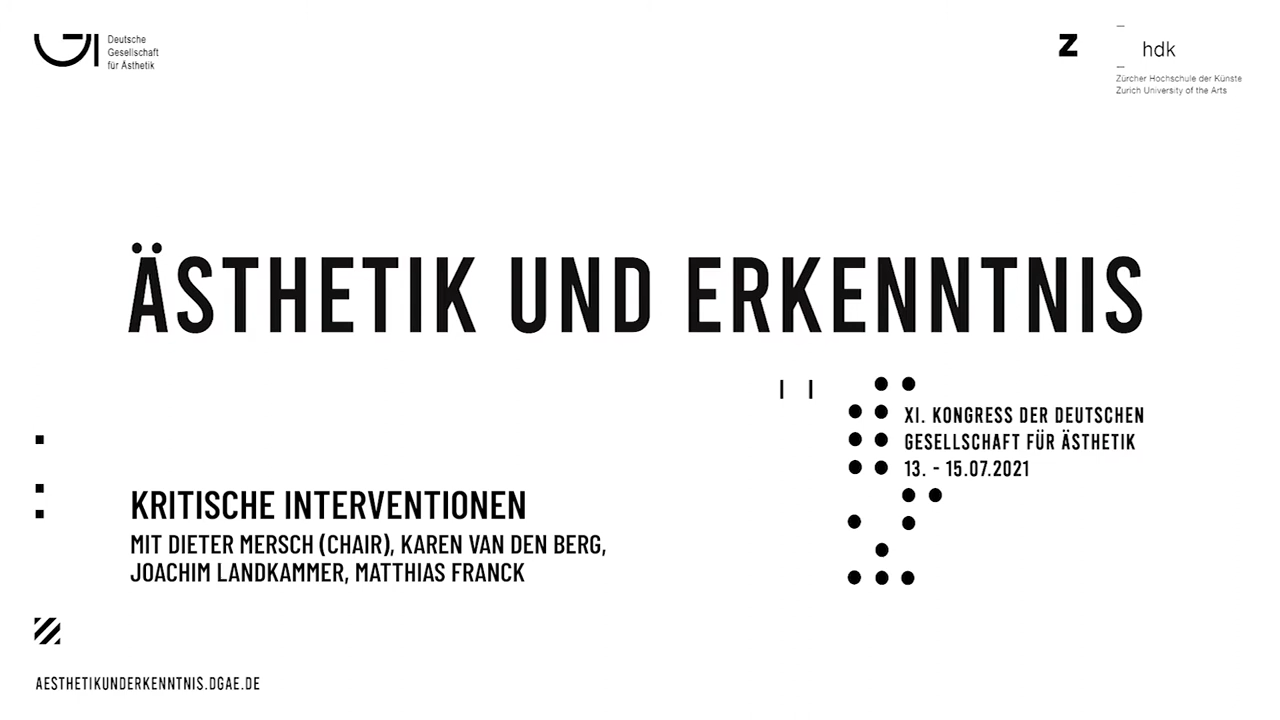 Deutsche
Gesellschaft
für Ästhetik
z hdk
Zürcher Hochschule der Künste
Zurich University of the Arts
ÄSTHETIK UND ERKENNTNIS
XI. KONGRESS DER DEUTSCHEN
GESELLSCHAFT FÜR ÄSTHETIK
13. - 15.07.2021
KRITISCHE INTERVENTIONEN
MIT DIETER MERSCH (CHAIR), KAREN VAN DEN BERG,
JOACHIM LANDKAMMER, MATTHIAS FRANCK
AESTHETIKUNDERKENNTNIS.DGAE.DE